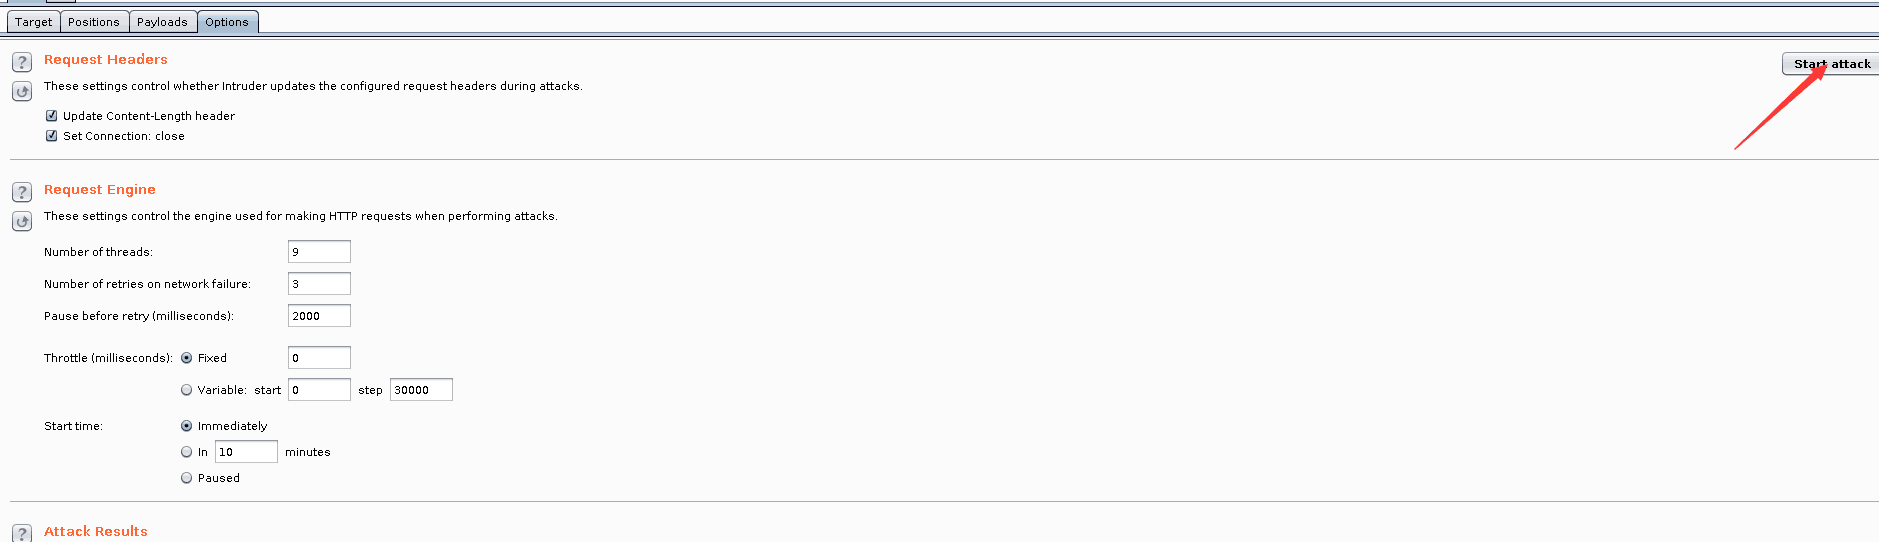 Target Positions Payloads Options
? Request Headers
Start attack
These settings control whether Intruder updates the configured request headers during attacks.
Update Content-Length header
Set Connection: close
? Request Engine
These settings control the engine used for making HTTP requests when performing attacks.
Number of threads: 9
Number of retries on network failure: 3
Pause before retry (milliseconds): 2000
Throttle (milliseconds): Fixed 0
Variable: start 0 step 30000
Start time: Immediately
In 10 minutes
Paused
? Attack Results